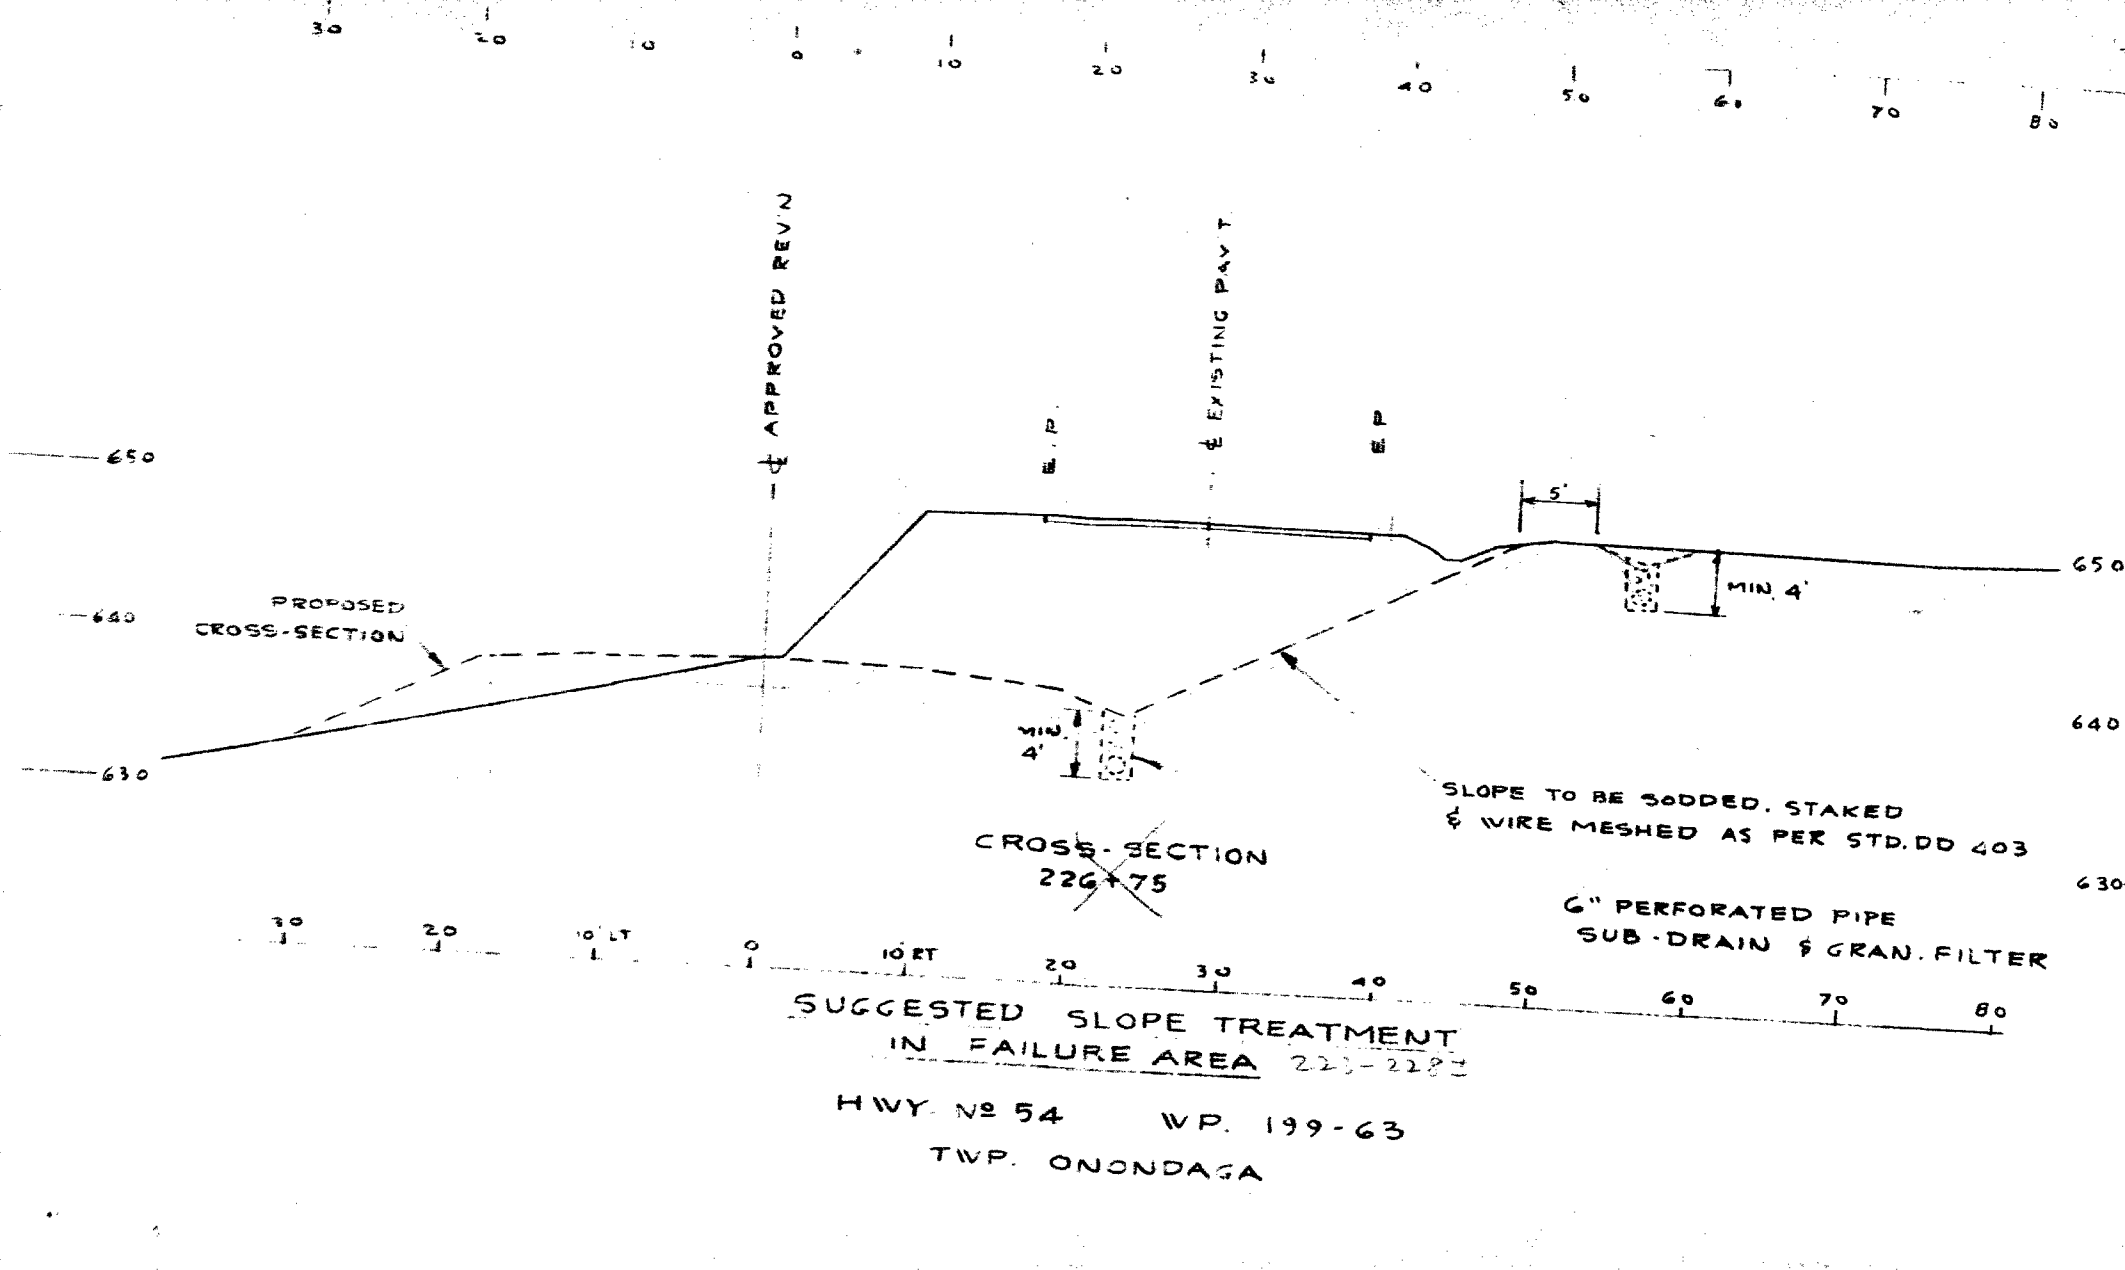 30 20 10 0 10 20 30 40 50 60 70 80
℄ APPROVED REV'N
℄ EXISTING PAV'T
E.P.
E P
650
5'
650
MIN. 4'
640
PROPOSED
CROSS-SECTION
640
MIN.
4'
630
SLOPE TO BE SODDED. STAKED
& WIRE MESHED AS PER STD. DD 403
CROSS-SECTION
226+75
630
6" PERFORATED PIPE
SUB-DRAIN & GRAN. FILTER
30 20 10' LT 0 10' RT 20 30 40 50 60 70 80
SUGGESTED SLOPE TREATMENT
IN FAILURE AREA
HWY. Nº 54 WP. 199-63
TWP. ONONDAGA